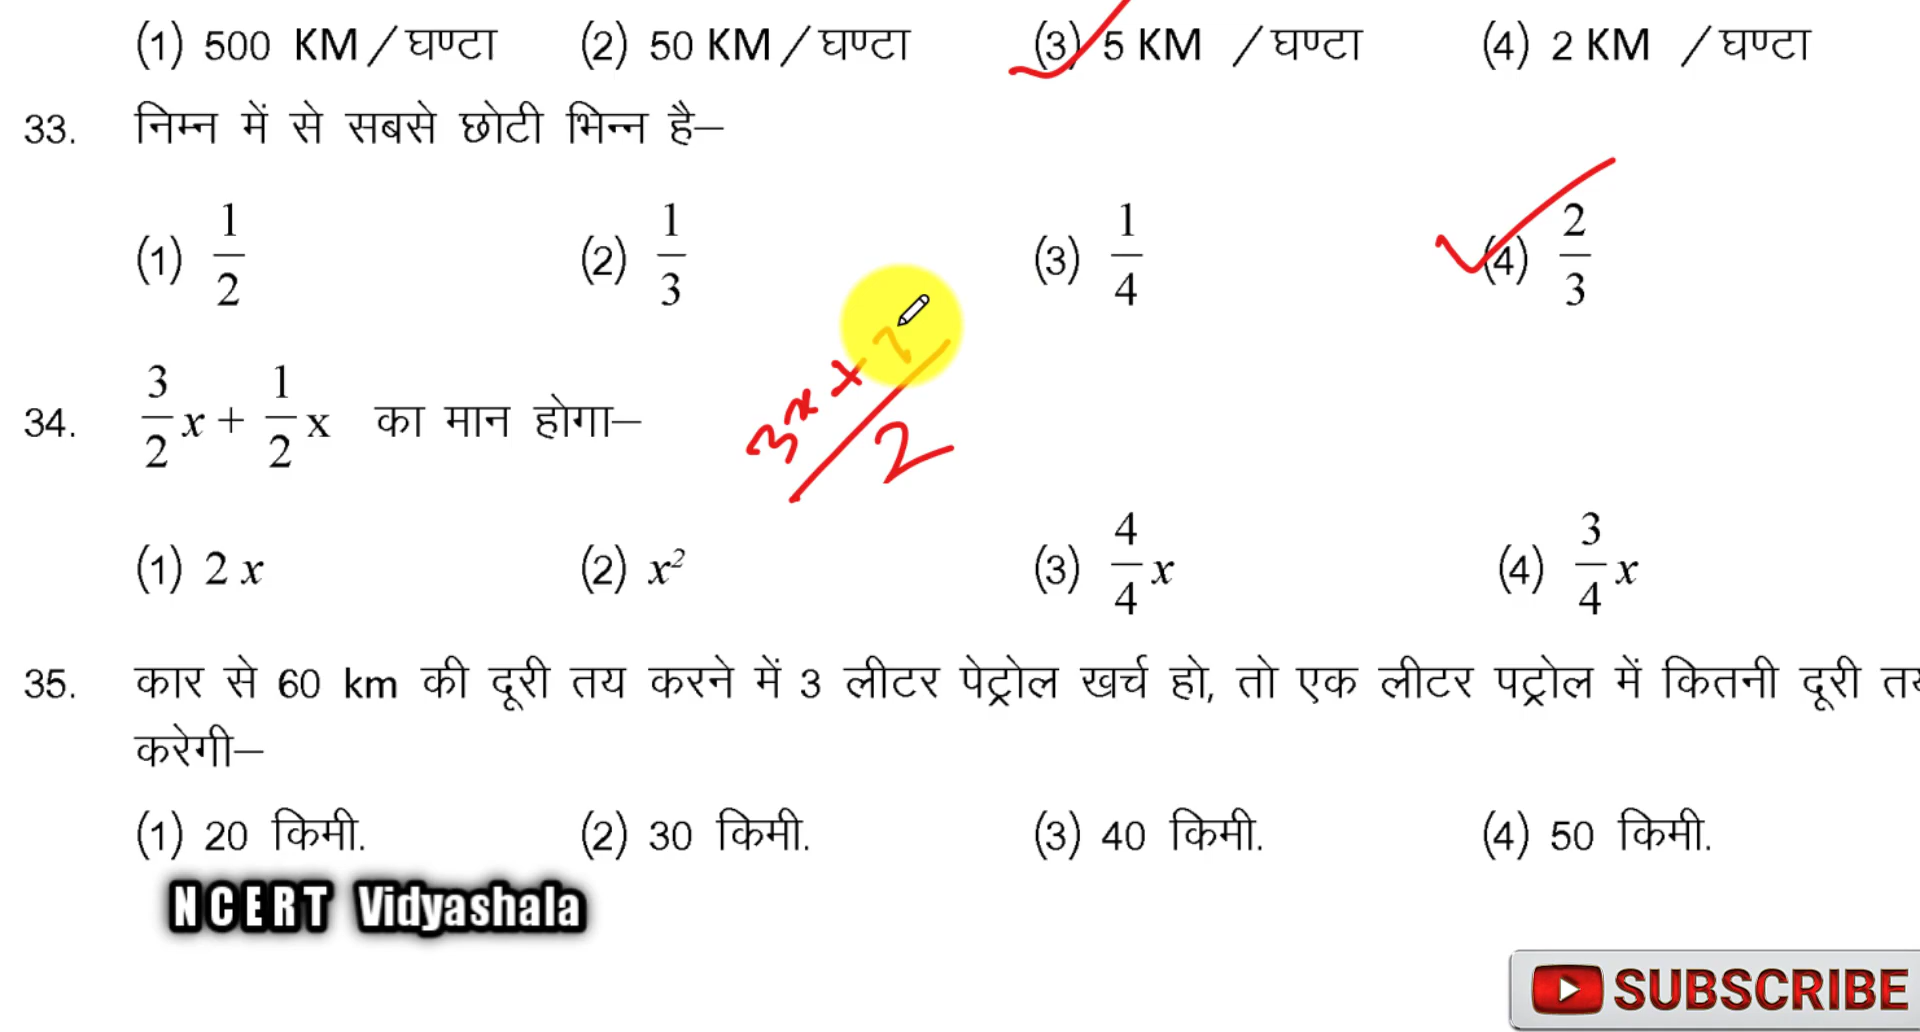 (1) 500 KM / घण्टा (2) 50 KM / घण्टा (3) 5 KM / घण्टा (4) 2 KM / घण्टा
33. निम्न में से सबसे छोटी भिन्न है–
(1) 1/2 (2) 1/3 (3) 1/4 (4) 2/3
34. 3/2 x + 1/2 x का मान होगा–
3x +
2
(1) 2 x (2) x² (3) 4/4 x (4) 3/4 x
35. कार से 60 km की दूरी तय करने में 3 लीटर पेट्रोल खर्च हो, तो एक लीटर पट्रोल में कितनी दूरी
करेगी–
(1) 20 किमी. (2) 30 किमी. (3) 40 किमी. (4) 50 किमी.
NCERT Vidyashala
SUBSCRIBE